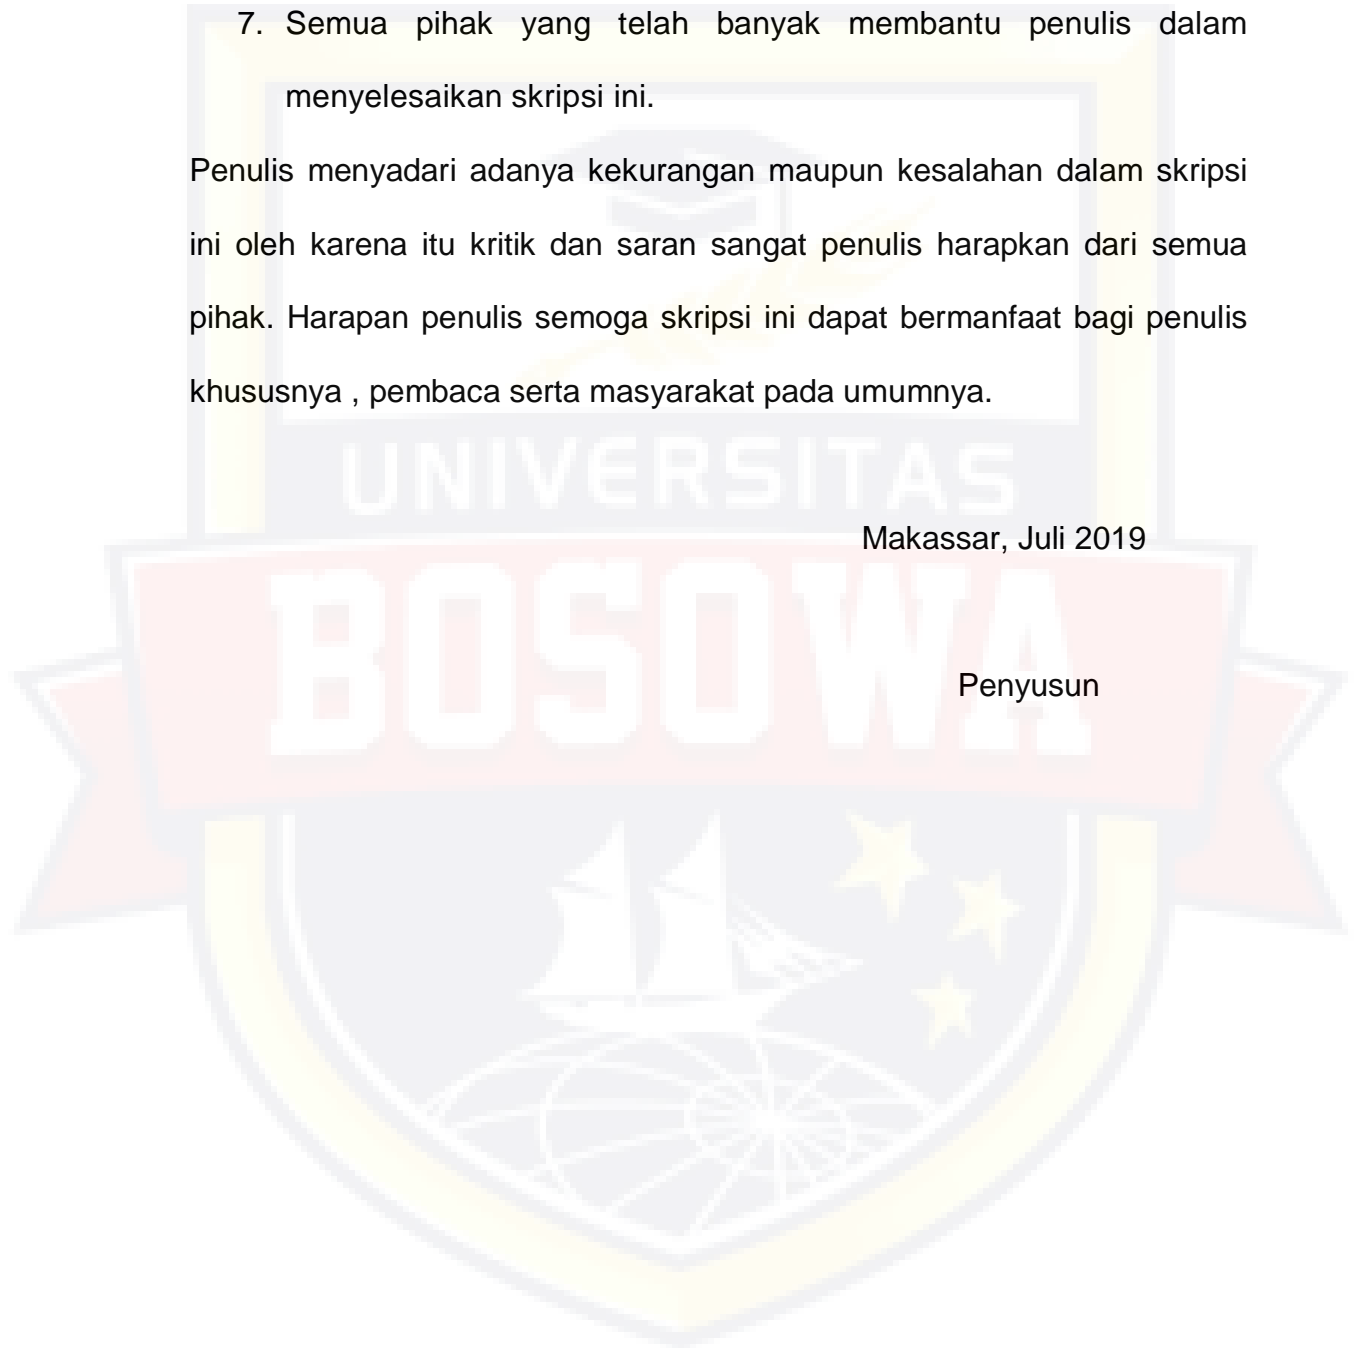 7. Semua pihak yang telah banyak membantu penulis dalam
menyelesaikan skripsi ini.
Penulis menyadari adanya kekurangan maupun kesalahan dalam skripsi
ini oleh karena itu kritik dan saran sangat penulis harapkan dari semua
pihak. Harapan penulis semoga skripsi ini dapat bermanfaat bagi penulis
khususnya , pembaca serta masyarakat pada umumnya.
UNIVERSITAS
Makassar, Juli 2019
BOSOWA
Penyusun